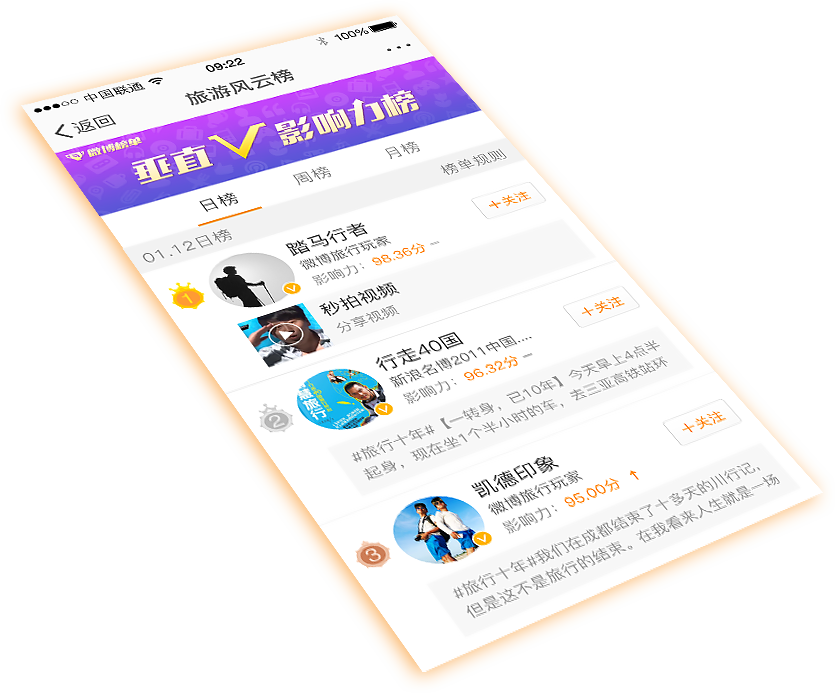 中国联通 09:22 100%
返回 旅游风云榜
微博榜单
垂直V影响力榜
日榜 周榜 月榜
01.12日榜 榜单规则
1
踏马行者
微博旅行玩家
影响力：98.36分
+关注
秒拍视频
分享视频
2
行走40国
新浪名博2011中国....
影响力：96.32分
+关注
#旅行十年#【一转身，已10年】今天早上4点半
起身，现在坐1个半小时的车，去三亚高铁站环
3
凯德印象
微博旅行玩家
影响力：95.00分
+关注
#旅行十年#我们在成都结束了十多天的川行记，
但是这不是旅行的结束。在我看来人生就是一场